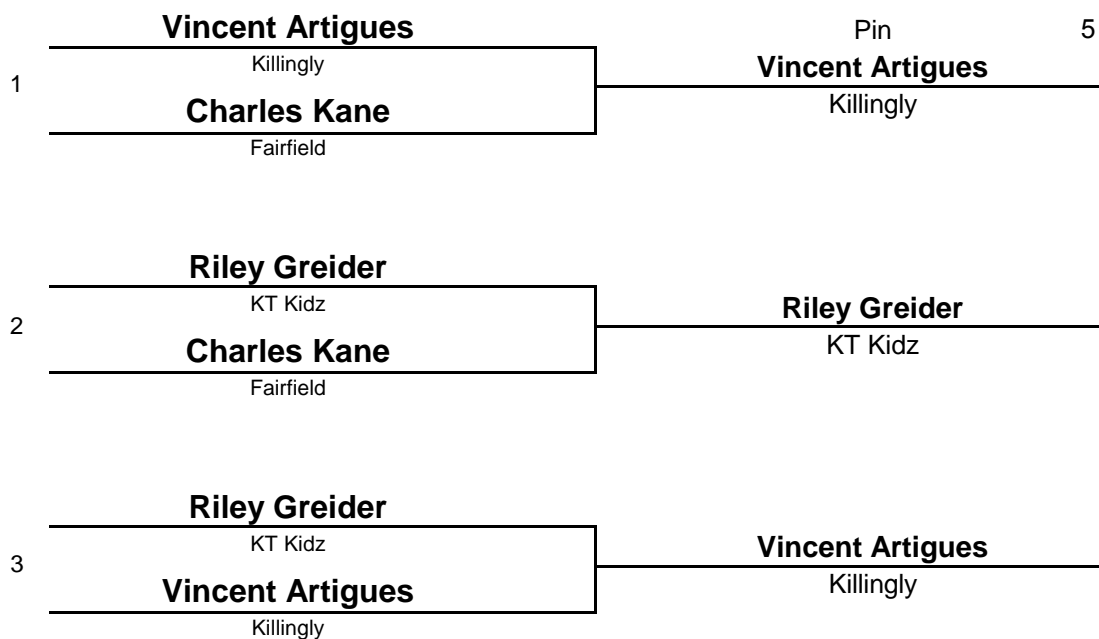 Vincent Artigues
Killingly
1
Charles Kane
Fairfield
Pin 5
Vincent Artigues
Killingly
Riley Greider
KT Kidz
2
Charles Kane
Fairfield
Riley Greider
KT Kidz
Riley Greider
KT Kidz
3
Vincent Artigues
Killingly
Vincent Artigues
Killingly